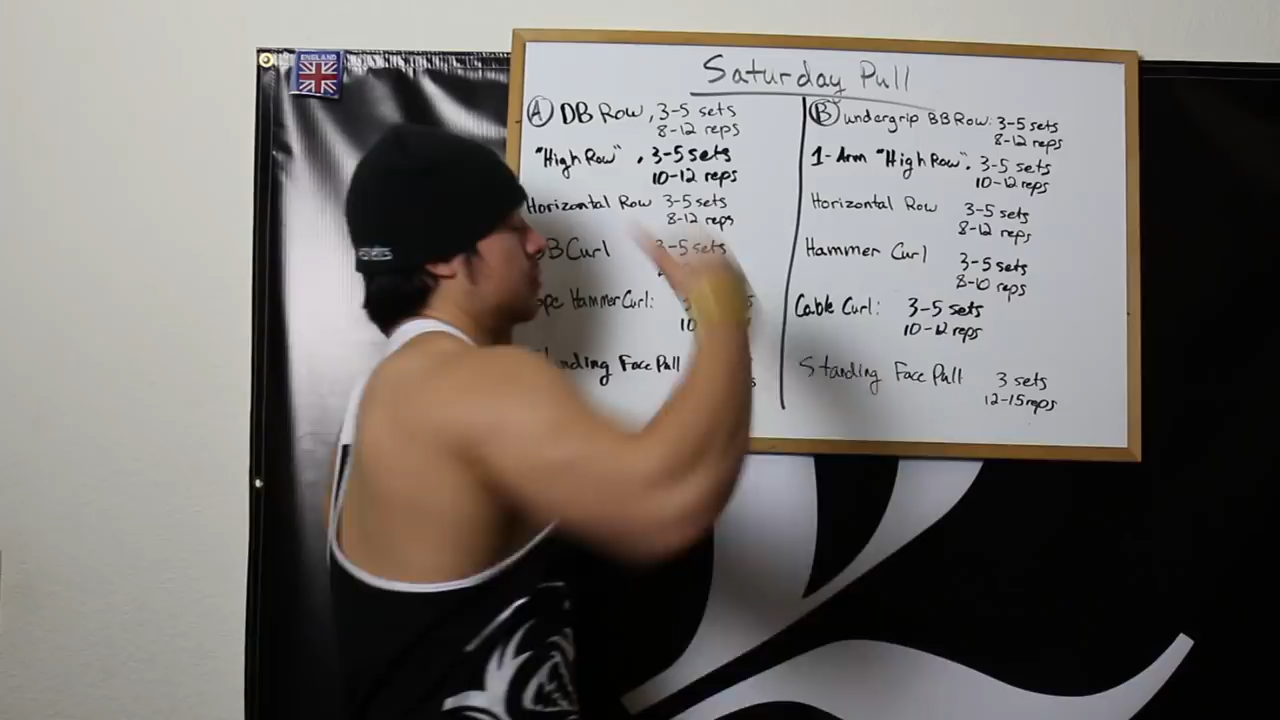 ENGLAND
Saturday Pull
A DB Row, 3-5 sets
8-12 reps
"High Row", 3-5 sets
10-12 reps
Horizontal Row 3-5 sets
8-12 reps
Curl 3-5 sets
Hammer Curl:
10
Face Pull
B undergrip BB Row: 3-5 sets
8-12 reps
1-Arm "High Row". 3-5 sets
10-12 reps
Horizontal Row 3-5 sets
8-12 reps
Hammer Curl 3-5 sets
8-10 reps
Cable Curl: 3-5 sets
10-12 reps
Standing Face Pull 3 sets
12-15 reps